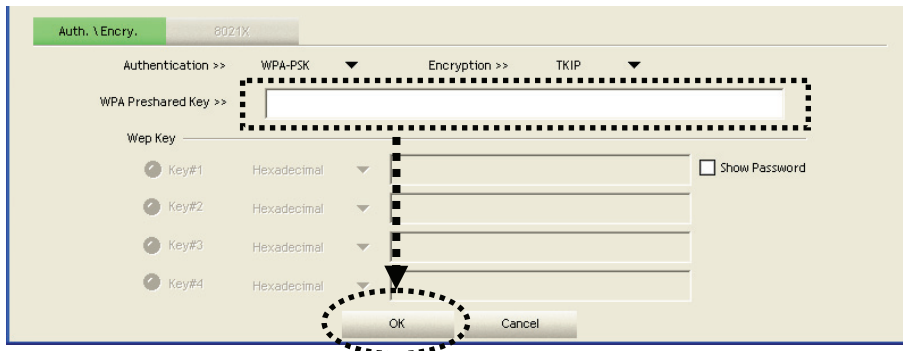 Auth. \ Encry. 8021X
Authentication >> WPA-PSK Encryption >> TKIP
WPA Preshared Key >>
Wep Key
Key#1 Hexadecimal Show Password
Key#2 Hexadecimal
Key#3 Hexadecimal
Key#4 Hexadecimal
OK Cancel